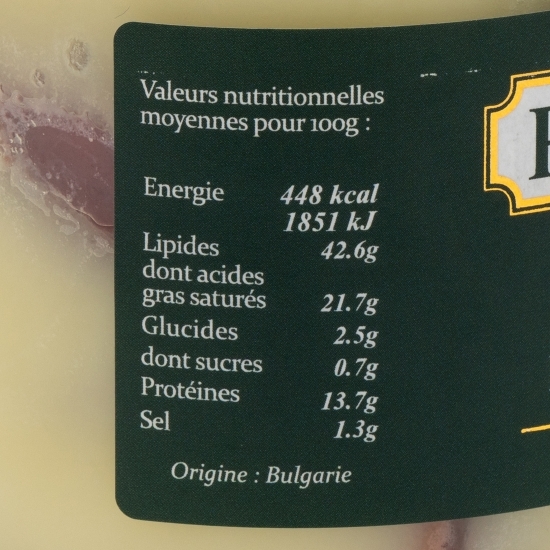 Valeurs nutritionnelles
moyennes pour 100g :
Energie 448 kcal
1851 kJ
Lipides 42.6g
dont acides
gras saturés 21.7g
Glucides 2.5g
dont sucres 0.7g
Protéines 13.7g
Sel 1.3g
Origine : Bulgarie